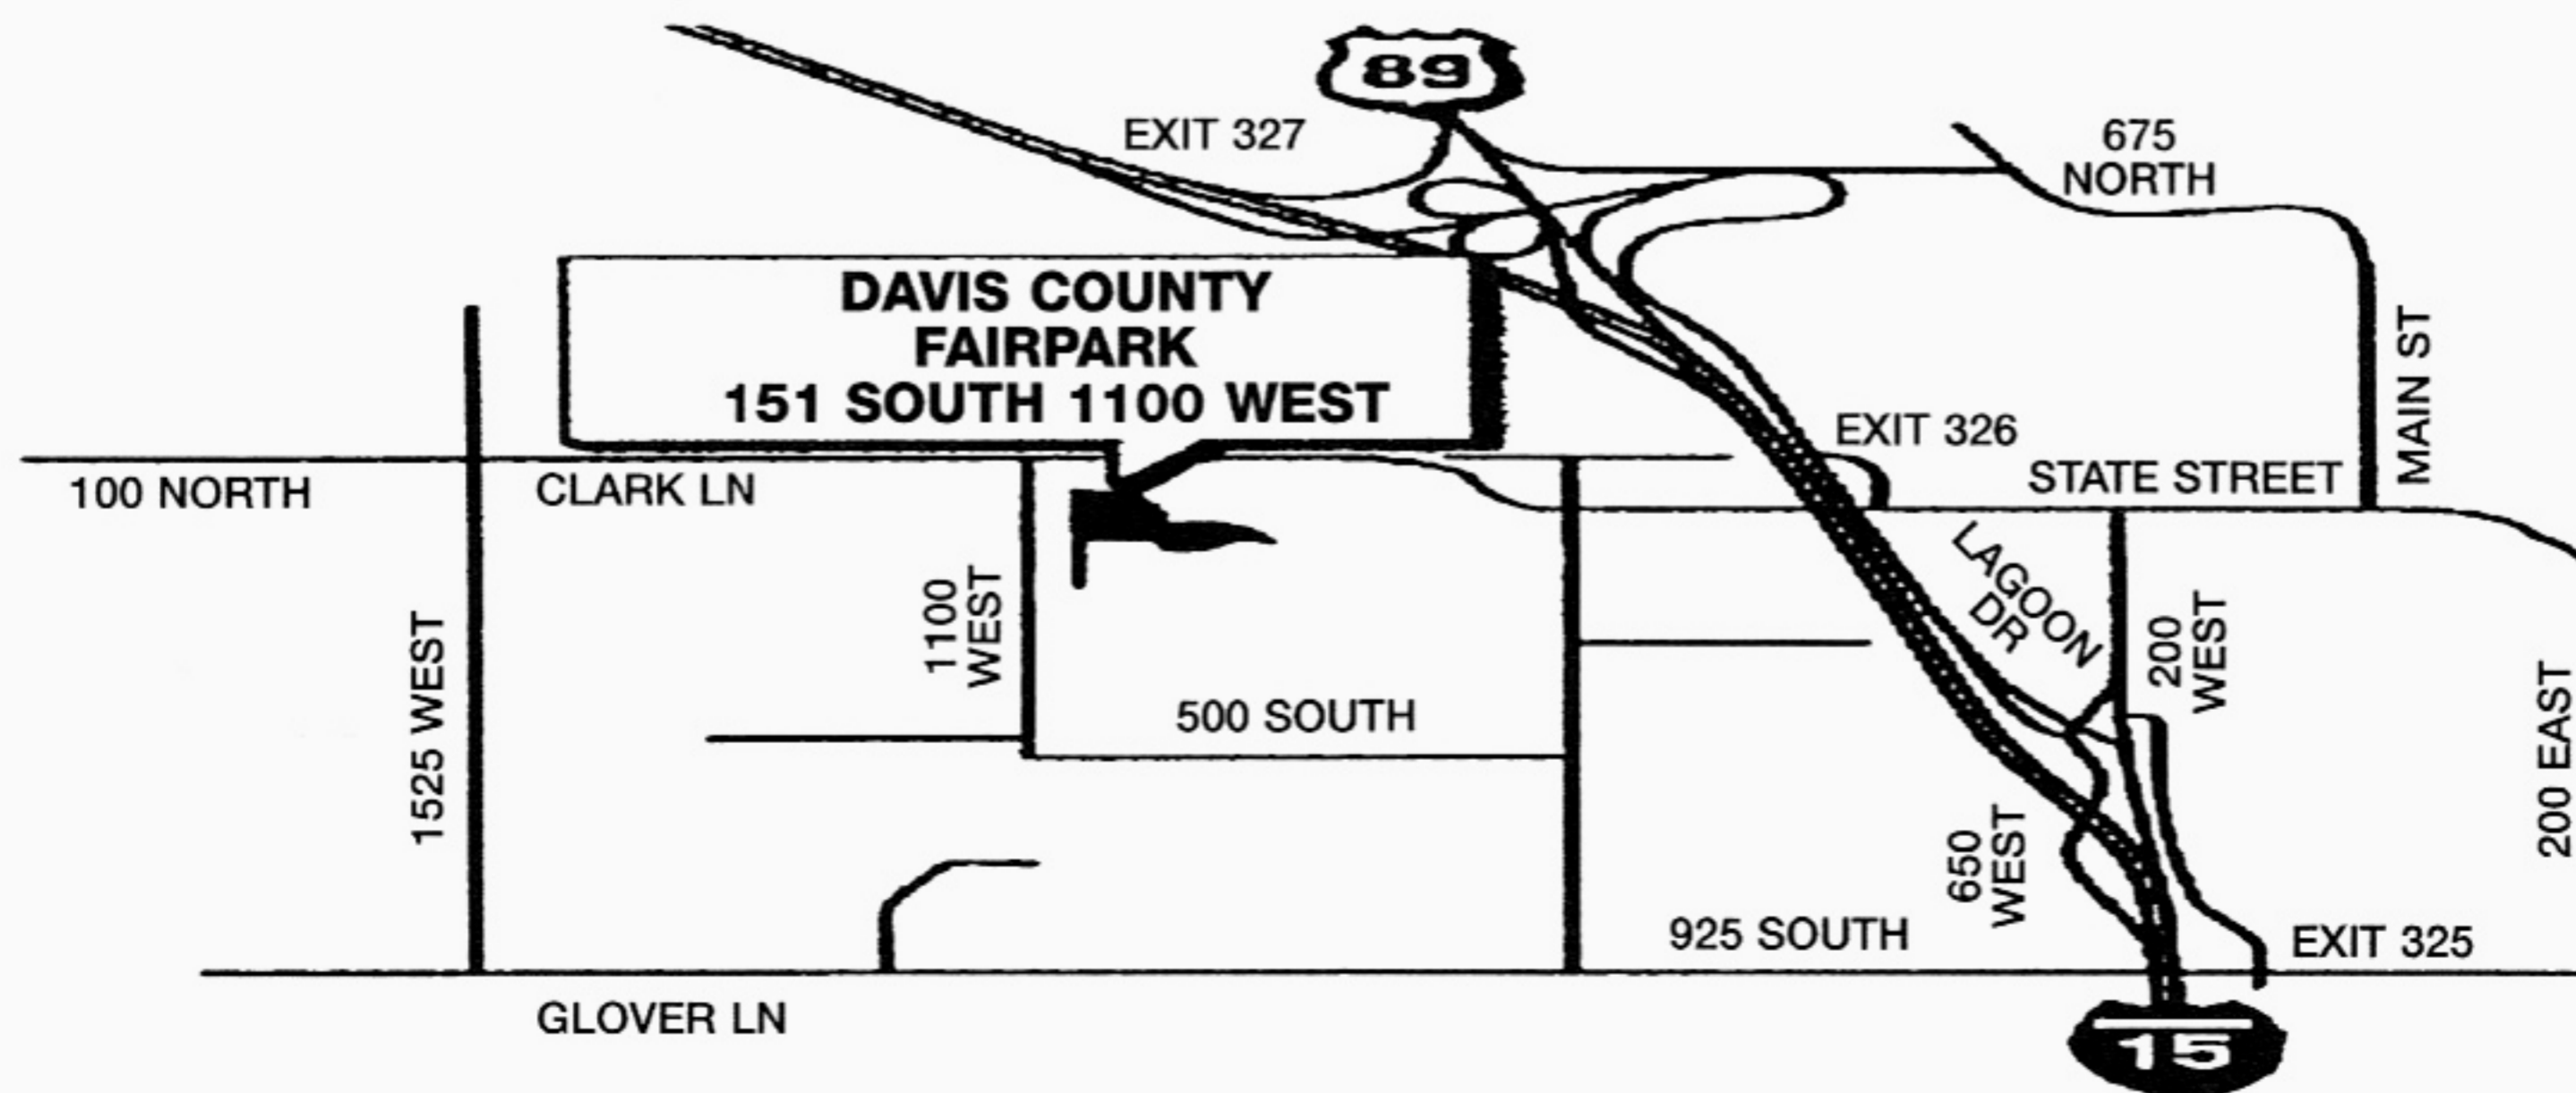 89
EXIT 327
675
NORTH
DAVIS COUNTY
FAIRPARK
151 SOUTH 1100 WEST
MAIN ST
EXIT 326
STATE STREET
100 NORTH
CLARK LN
LAGOON
DR
1100
WEST
200
WEST
1525 WEST
500 SOUTH
200 EAST
650
WEST
925 SOUTH
EXIT 325
GLOVER LN
15